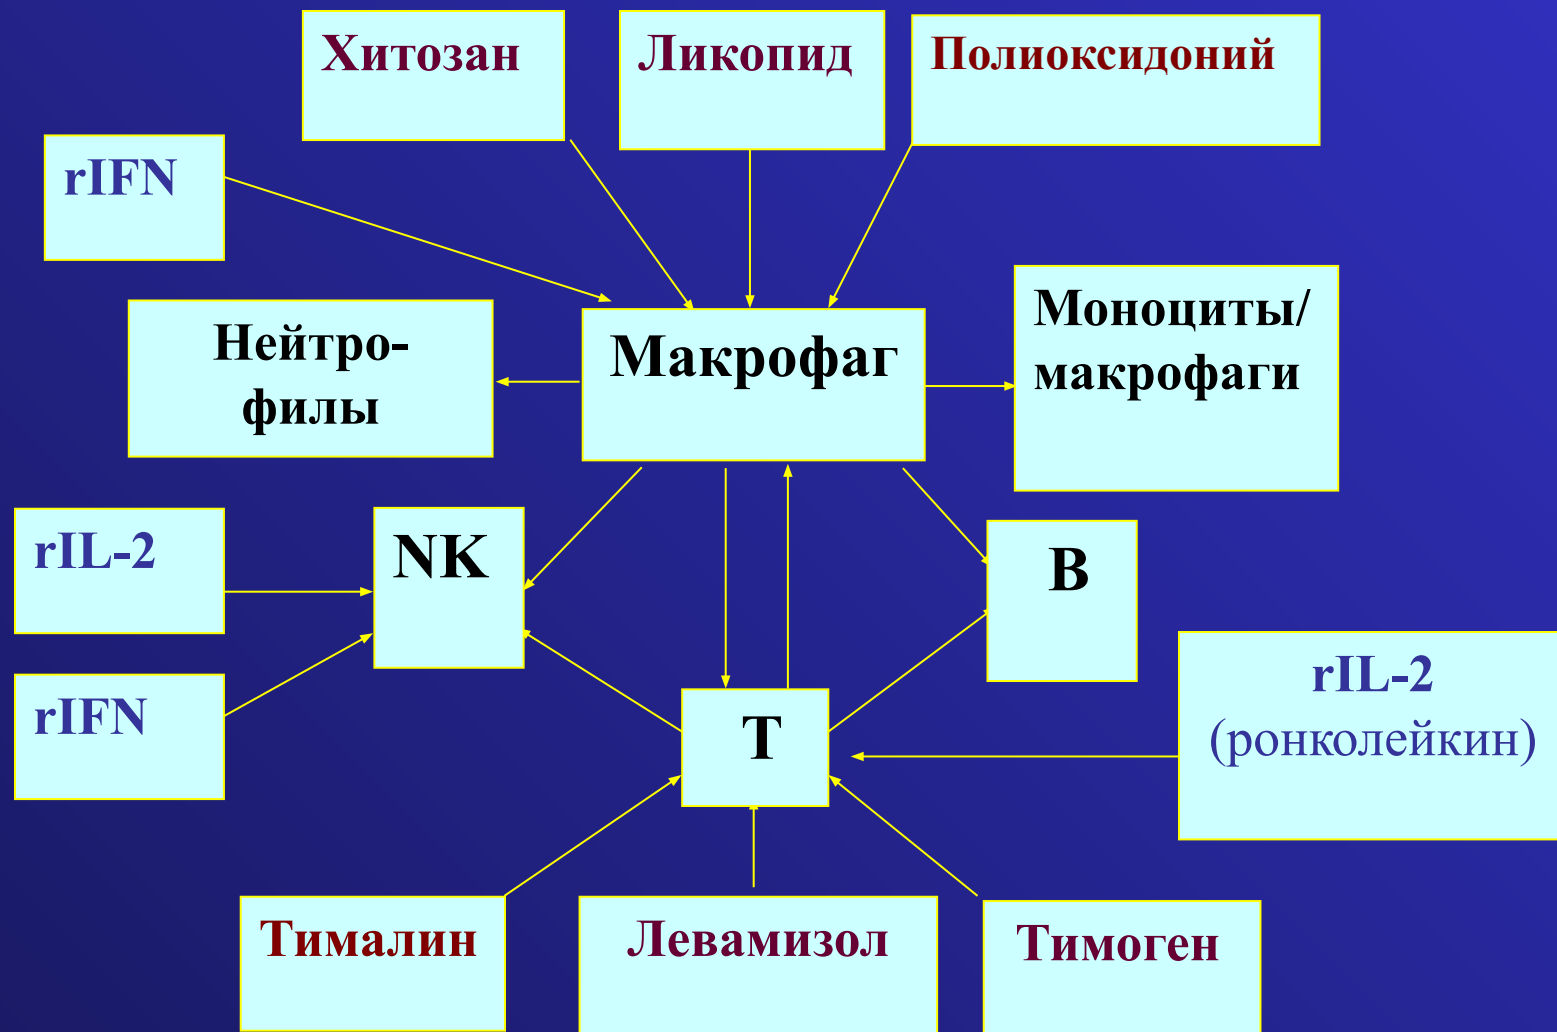 Хитозан
Ликопид
Полиоксидоний
rIFN
Нейтро-
филы
Макрофаг
Моноциты/
макрофаги
rIL-2
NK
В
rIFN
Т
rIL-2
(ронколейкин)
Тималин
Левамизол
Тимоген